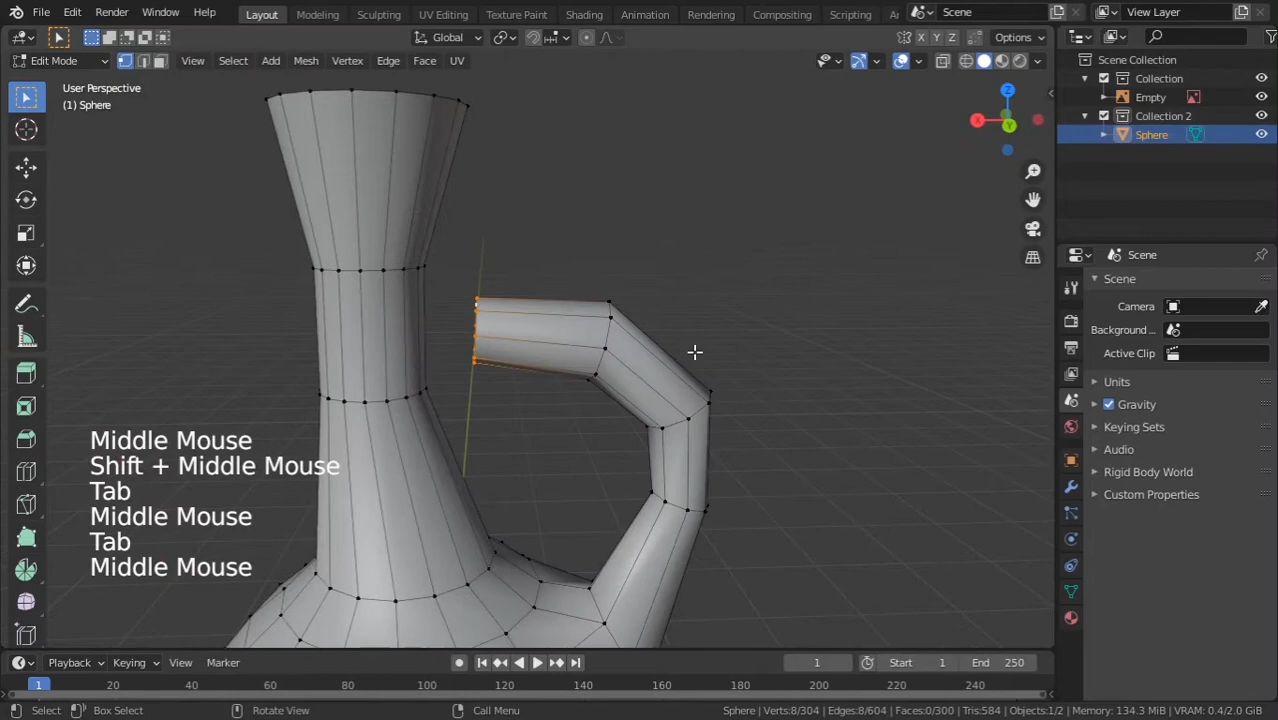 File Edit Render Window Help Layout Modeling Sculpting UV Editing Texture Paint Shading Animation Rendering Compositing Scripting Scene View Layer
Global X Y Z Options
Edit Mode View Select Add Mesh Vertex Edge Face UV
User Perspective
(1) Sphere
Z
X
Y
Scene Collection
Collection
Empty
Collection 2
Sphere
Scene
Scene
Camera
Background ...
Active Clip
Units
Gravity
Keying Sets
Audio
Rigid Body World
Custom Properties
Middle Mouse
Shift + Middle Mouse
Tab
Middle Mouse
Tab
Middle Mouse
Playback Keying View Marker 1 Start 1 End 250
1 20 40 60 80 100 120 140 160 180 200 220 240
Select Box Select Rotate View Call Menu Sphere | Verts:8/304 | Edges:8/604 | Faces:0/300 | Tris:584 | Objects:1/2 | Memory: 134.3 MiB | VRAM: 0.4/2.0 GiB